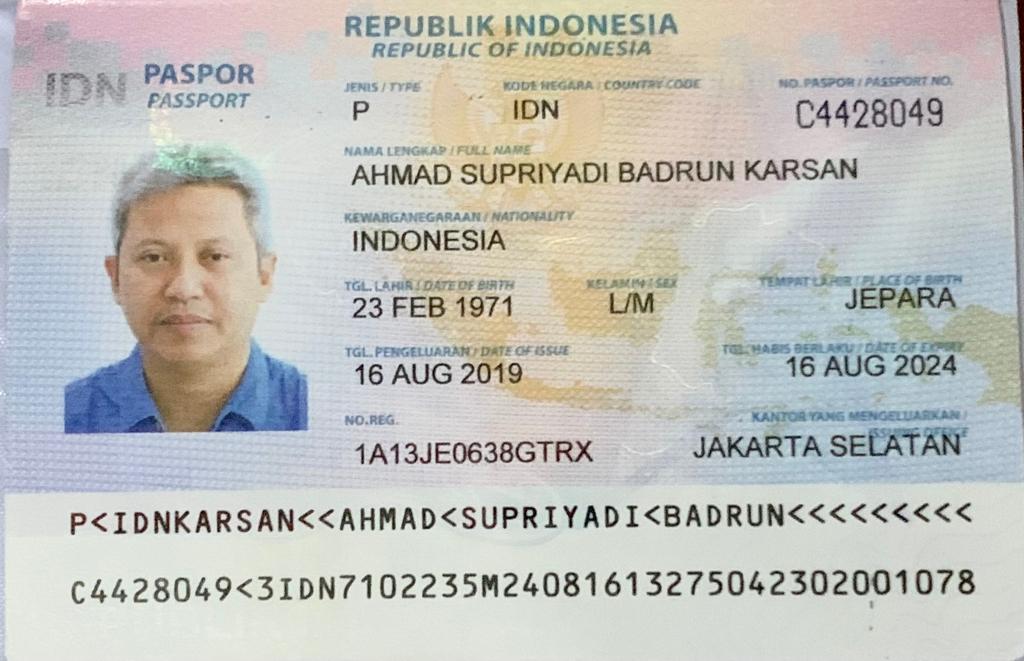 REPUBLIK INDONESIA
REPUBLIC OF INDONESIA
IDN PASPOR
PASSPORT
JENIS / TYPE KODE NEGARA / COUNTRY CODE NO. PASPOR / PASSPORT NO.
P IDN C4428049
NAMA LENGKAP / FULL NAME
AHMAD SUPRIYADI BADRUN KARSAN
KEWARGANEGARAAN / NATIONALITY
INDONESIA
TGL. LAHIR / DATE OF BIRTH KELAMIN / SEX TEMPAT LAHIR / PLACE OF BIRTH
23 FEB 1971 L/M JEPARA
TGL. PENGELUARAN / DATE OF ISSUE TGL. HABIS BERLAKU / DATE OF EXPIRY
16 AUG 2019 16 AUG 2024
NO.REG. KANTOR YANG MENGELUARKAN /
ISSUING OFFICE
1A13JE0638GTRX JAKARTA SELATAN
P<IDNKARSAN<<AHMAD<SUPRIYADI<BADRUN<<<<<<<<<
C4428049<3IDN7102235M2408161327504230200107​8